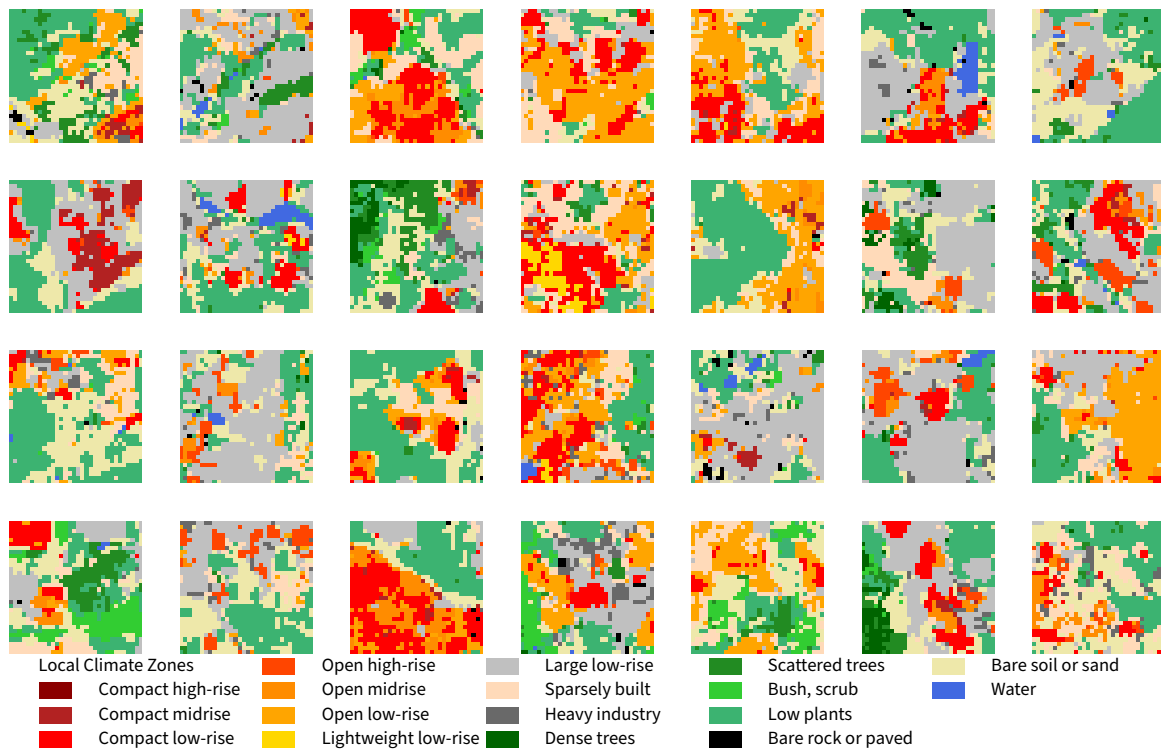 Local Climate Zones
Compact high-rise
Compact midrise
Compact low-rise
Open high-rise
Open midrise
Open low-rise
Lightweight low-rise
Large low-rise
Sparsely built
Heavy industry
Dense trees
Scattered trees
Bush, scrub
Low plants
Bare rock or paved
Bare soil or sand
Water